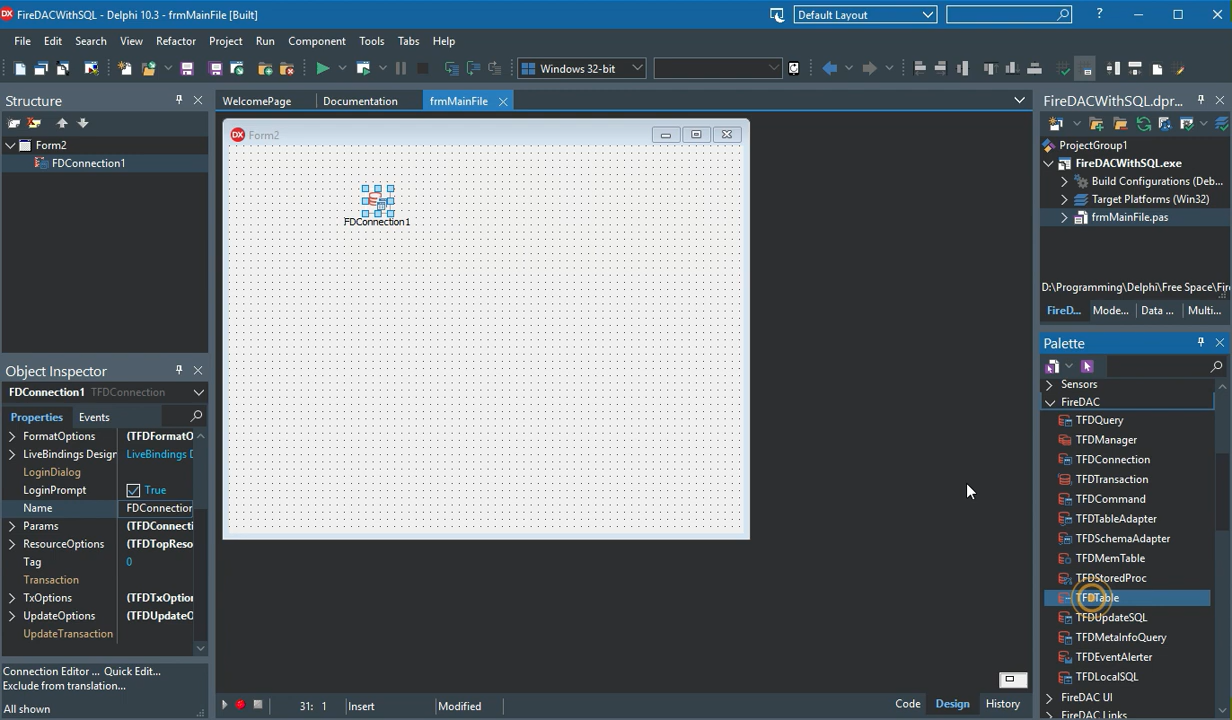 FireDACWithSQL - Delphi 10.3 - frmMainFile [Built]
Default Layout
?
File Edit Search View Refactor Project Run Component Tools Tabs Help
Windows 32-bit
Structure
Form2
FDConnection1
WelcomePage Documentation frmMainFile
Form2
FDConnection1
Object Inspector
FDConnection1 TFDConnection
Properties Events
FormatOptions (TFDFormatO
LiveBindings Design LiveBindings D
LoginDialog
LoginPrompt True
Name FDConnection
Params (TFDConnecti
ResourceOptions (TFDTopReso
Tag 0
Transaction
TxOptions (TFDTxOption
UpdateOptions (TFDUpdateO
UpdateTransaction
Connection Editor ... Quick Edit...
Exclude from translation...
All shown
31: 1 Insert Modified
Code Design History
FireDACWithSQL.dpr...
ProjectGroup1
FireDACWithSQL.exe
Build Configurations (Deb...
Target Platforms (Win32)
frmMainFile.pas
D:\Programming\Delphi\Free Space\Fir
FireD... Mode... Data ... Multi...
Palette
Sensors
FireDAC
TFDQuery
TFDManager
TFDConnection
TFDTransaction
TFDCommand
TFDTableAdapter
TFDSchemaAdapter
TFDMemTable
TFDStoredProc
TFDTable
TFDUpdateSQL
TFDMetaInfoQuery
TFDEventAlerter
TFDLocalSQL
FireDAC UI
FireDAC Links